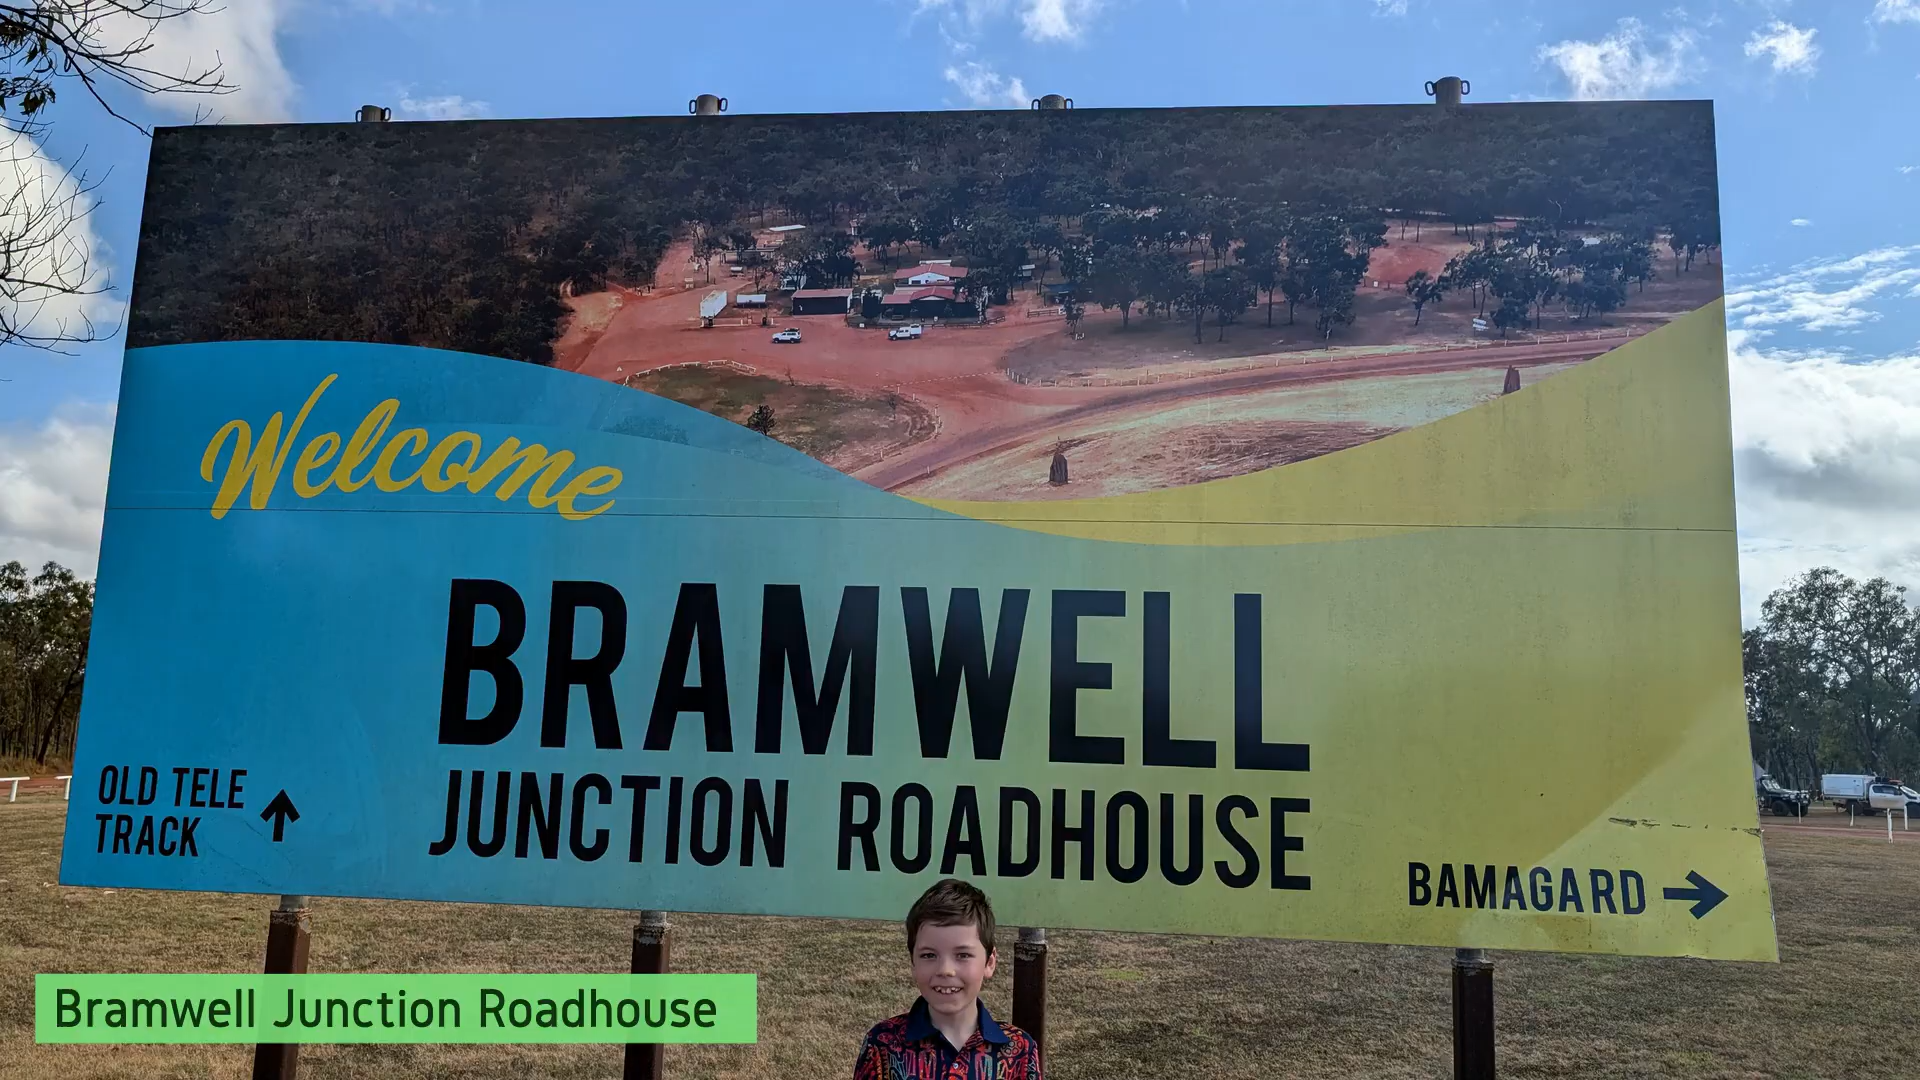 Welcome
BRAMWELL
JUNCTION ROADHOUSE
OLD TELE
TRACK
BAMAGARD
Bramwell Junction Roadhouse